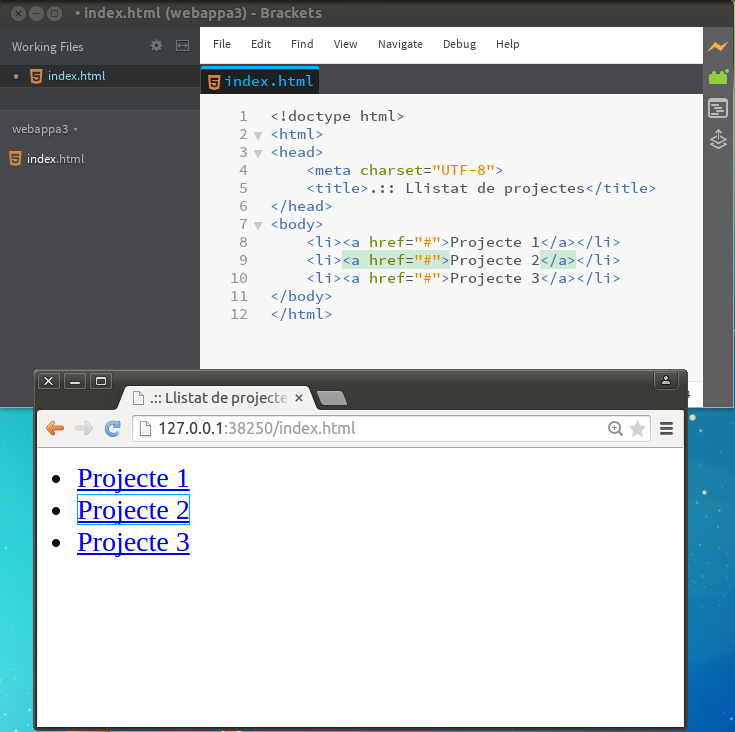 • index.html (webappa3) - Brackets
Working Files
• index.html
webappa3
index.html
File Edit Find View Navigate Debug Help
index.html
1 <!doctype html>
2 <html>
3 <head>
4 <meta charset="UTF-8">
5 <title>.:: Llistat de projectes</title>
6 </head>
7 <body>
8 <li><a href="#">Projecte 1</a></li>
9 <li><a href="#">Projecte 2</a></li>
10 <li><a href="#">Projecte 3</a></li>
11 </body>
12 </html>
.:: Llistat de projecte
127.0.0.1:38250/index.html
• Projecte 1
• Projecte 2
• Projecte 3